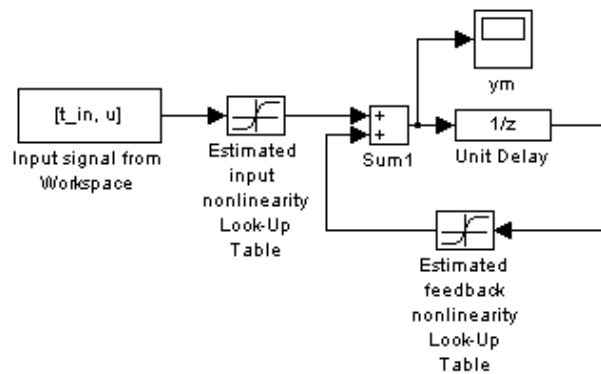 ym
[t_in, u]
Input signal from
Workspace
Estimated
input
nonlinearity
Look-Up
Table
+
+
Sum1
1/z
Unit Delay
Estimated
feedback
nonlinearity
Look-Up
Table